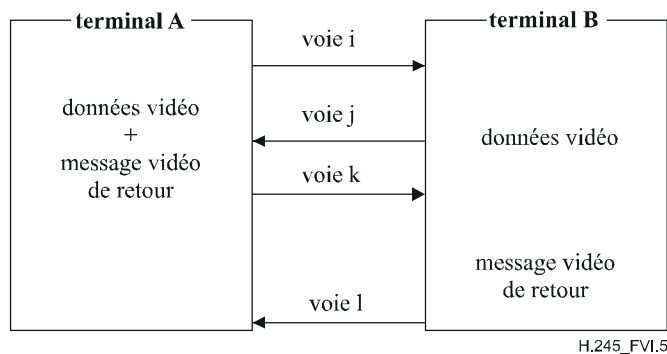 terminal A
terminal B
voie i
données vidéo
+
message vidéo
de retour
voie j
données vidéo
voie k
message vidéo
de retour
voie l
H.245_FVI.5